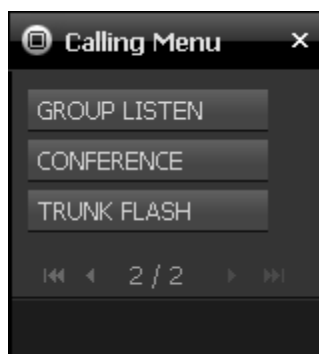 Calling Menu
GROUP LISTEN
CONFERENCE
TRUNK FLASH
2 / 2